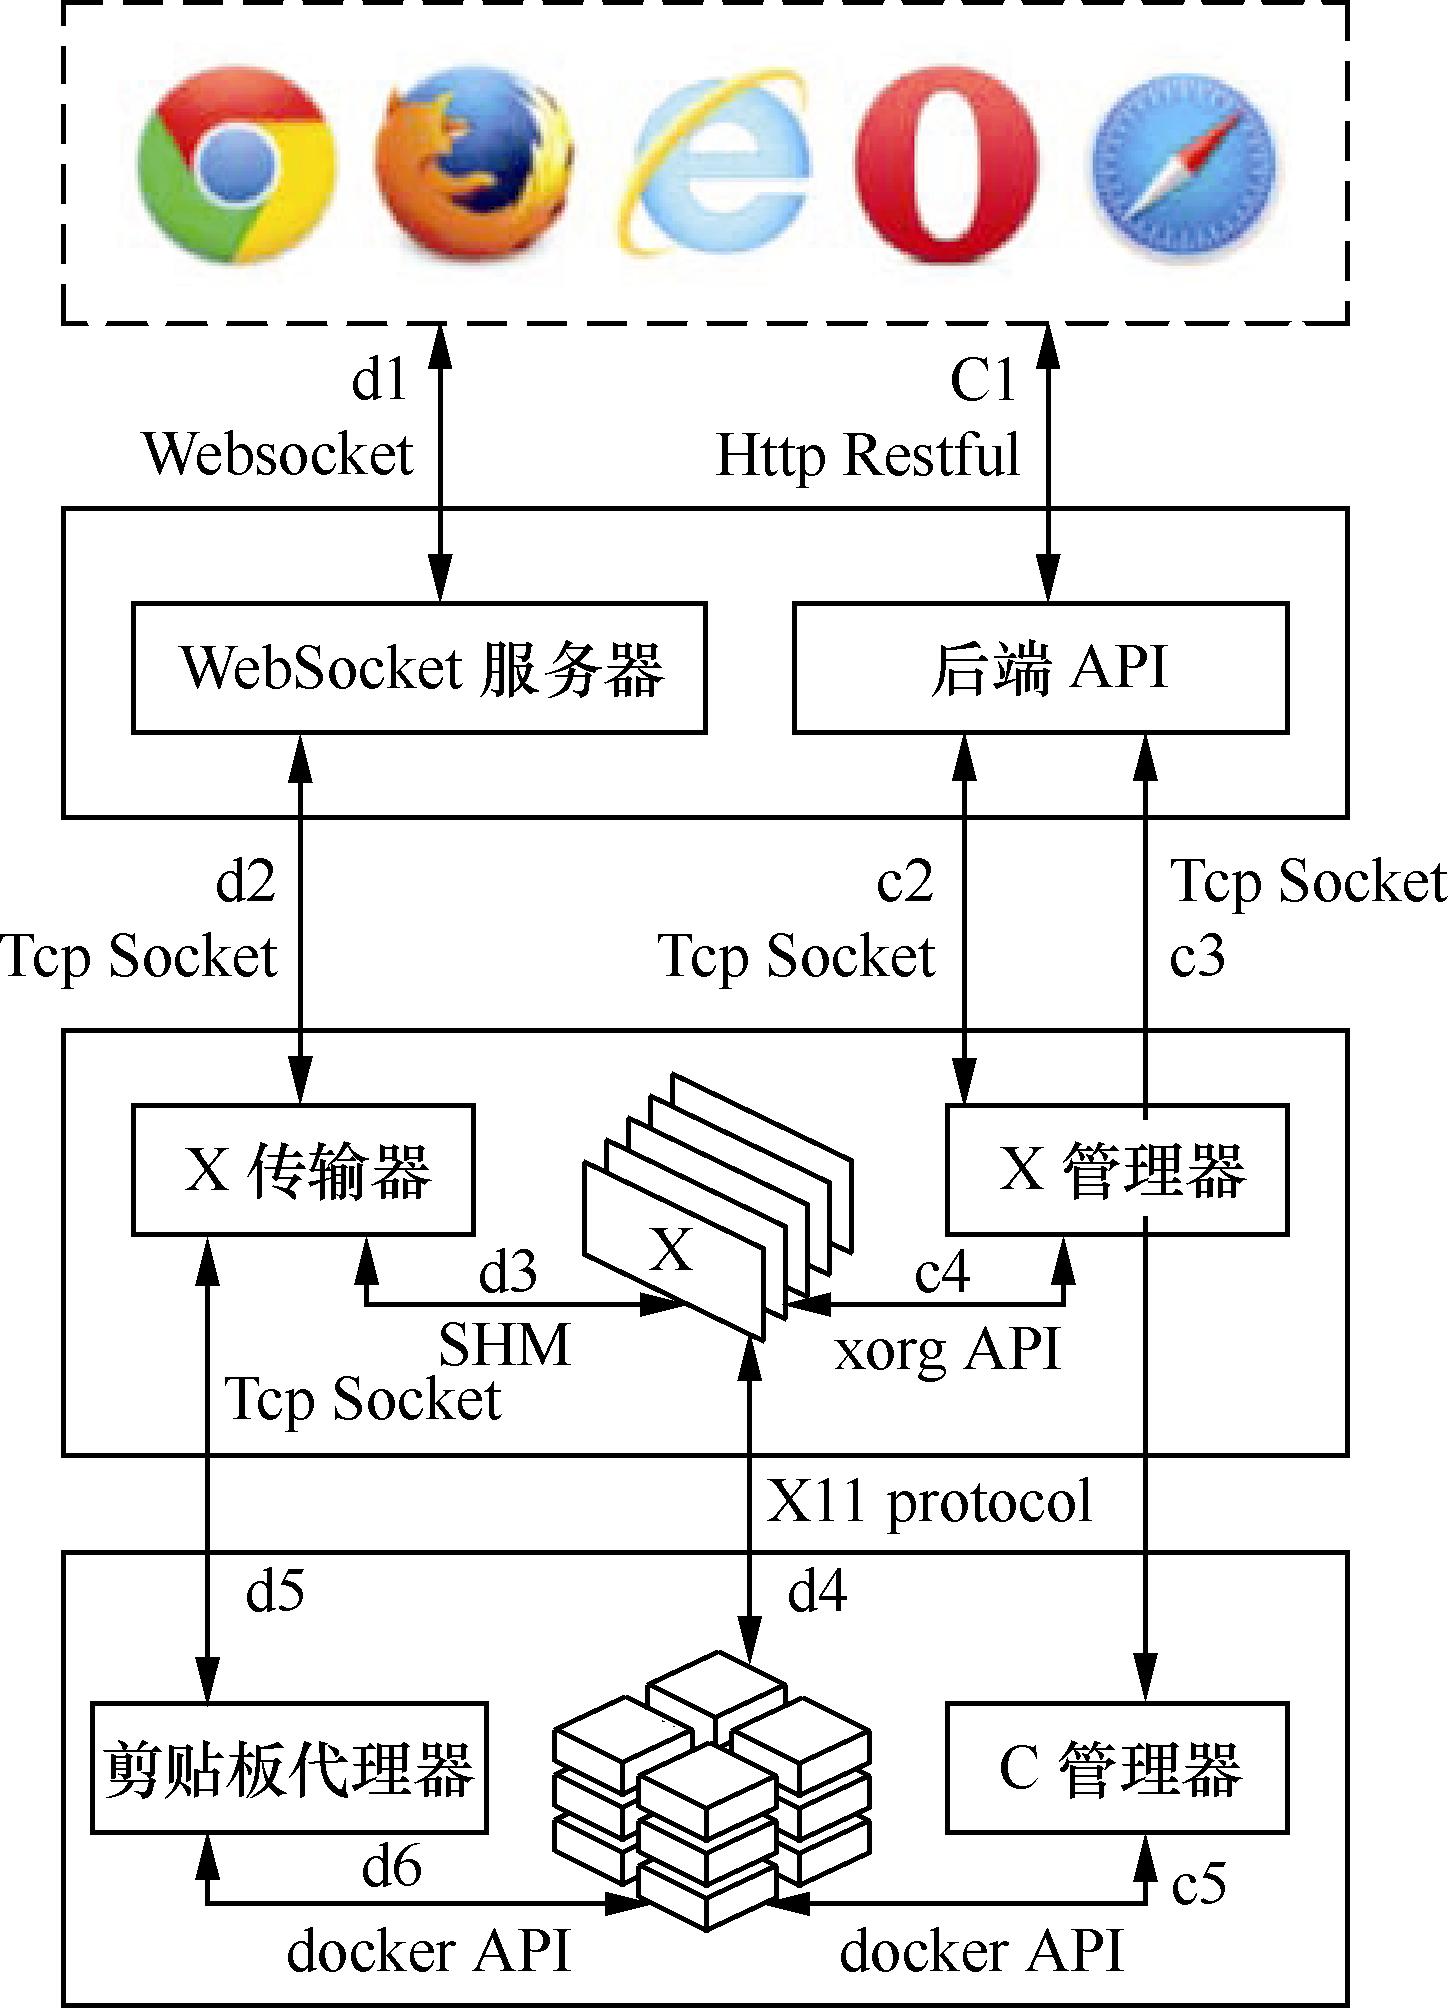 d1
Websocket
C1
Http Restful
WebSocket 服务器
后端 API
d2
Tcp Socket
c2
Tcp Socket
Tcp Socket
c3
X 传输器
X
X 管理器
d3
SHM
c4
xorg API
Tcp Socket
X11 protocol
d5
d4
剪贴板代理器
C 管理器
d6
docker API
c5
docker API